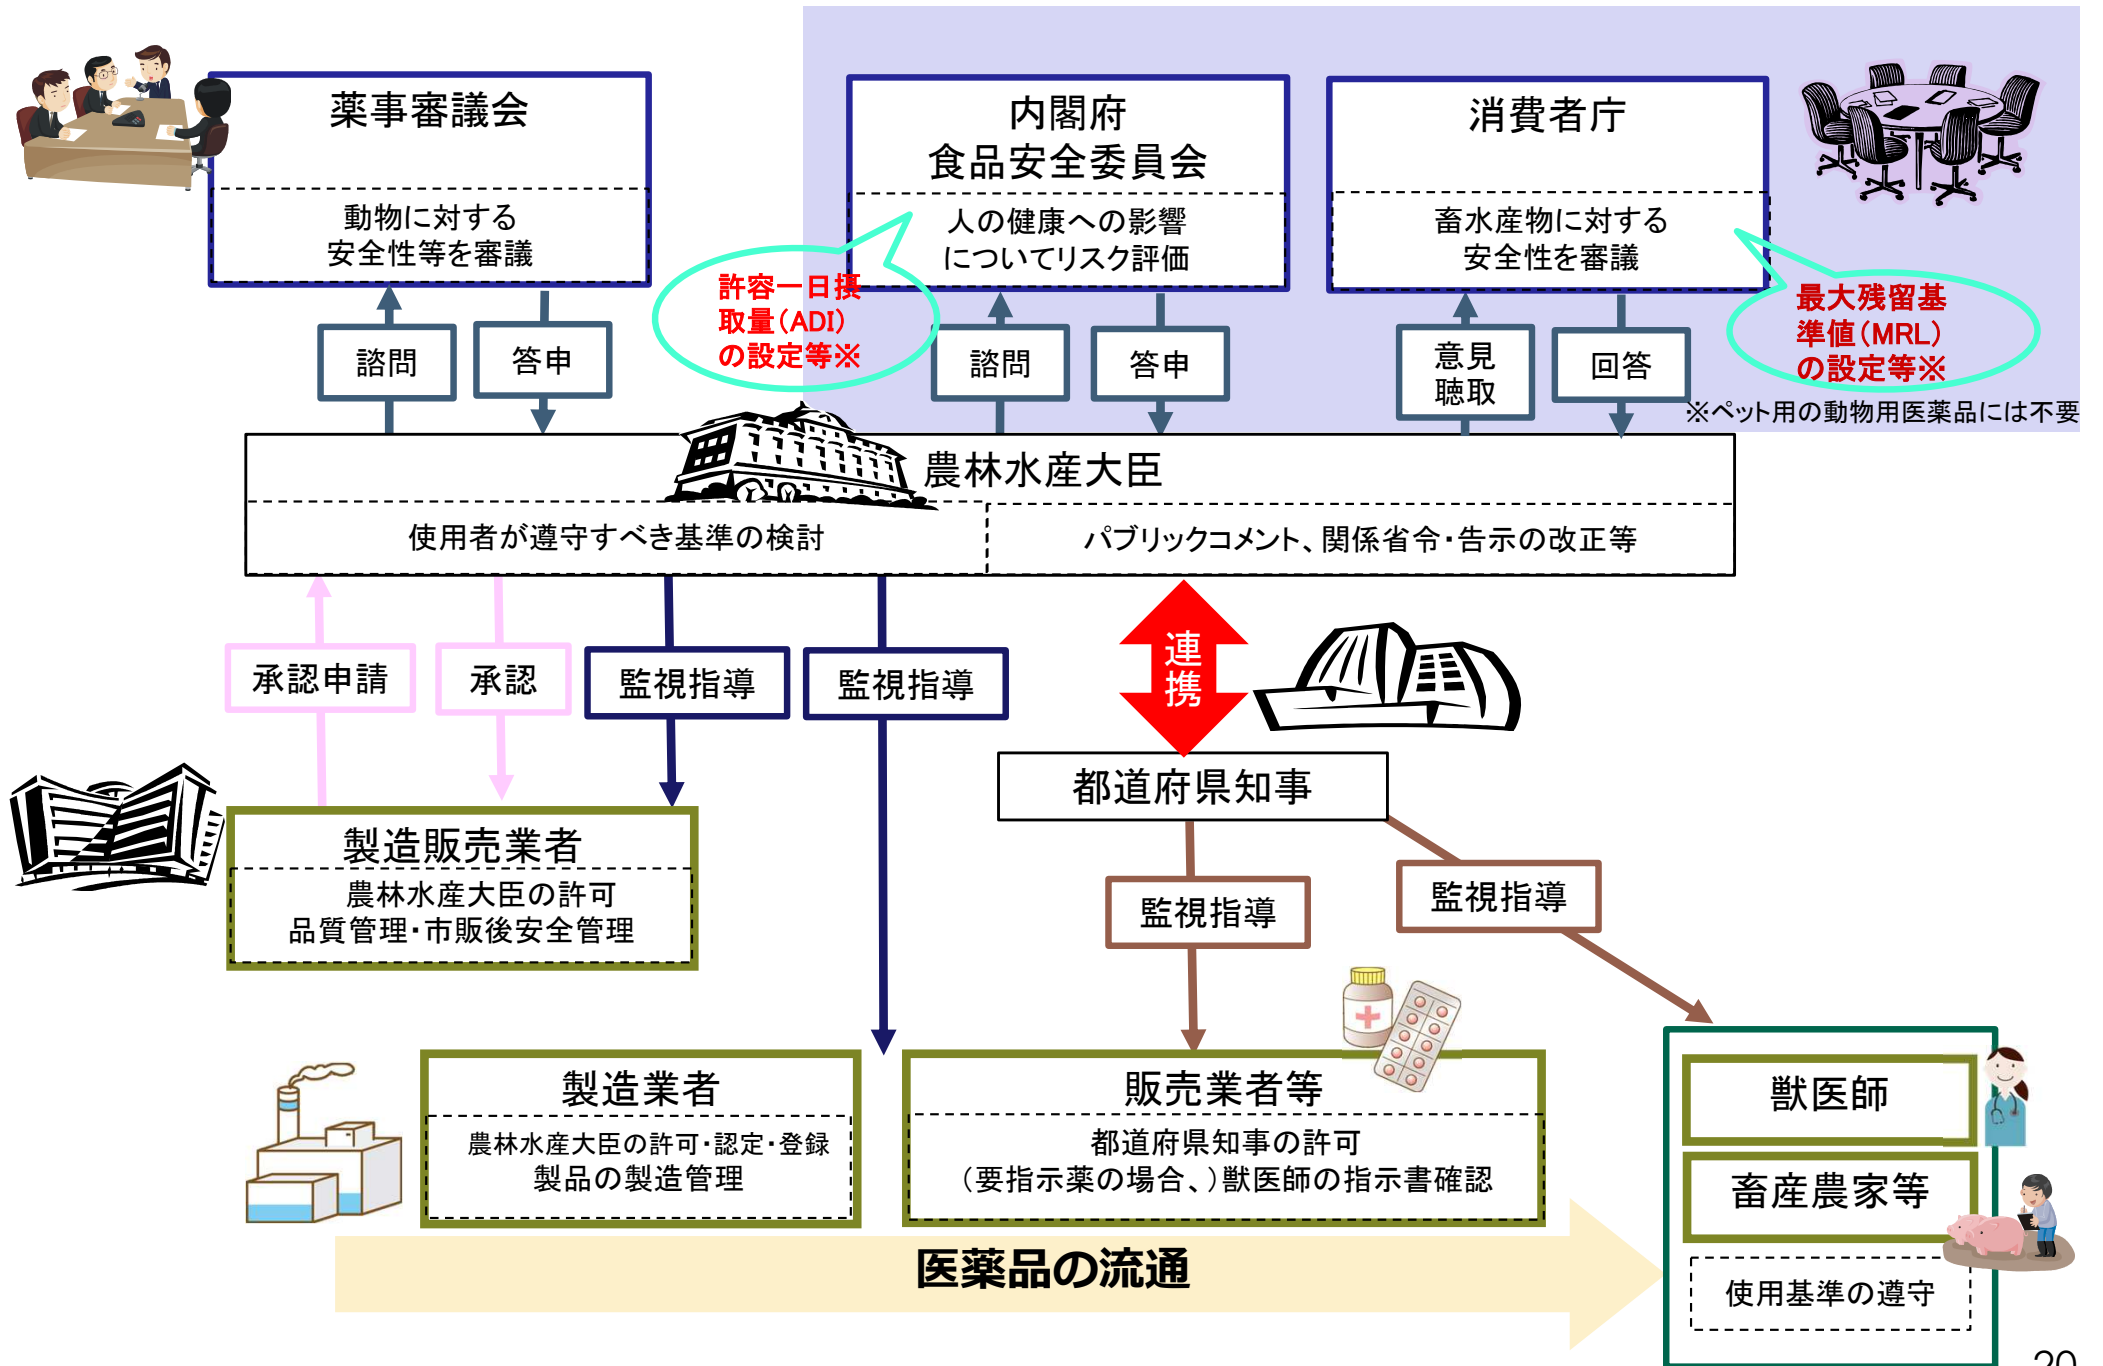 薬事審議会
動物に対する
安全性等を審議
内閣府
食品安全委員会
人の健康への影響
についてリスク評価
消費者庁
畜水産物に対する
安全性を審議
許容一日摂
取量(ADI)
の設定等※
最大残留基
準値(MRL)
の設定等※
諮問
答申
諮問
答申
意見
聴取
回答
※ペット用の動物用医薬品には不要
農林水産大臣
使用者が遵守すべき基準の検討
パブリックコメント、関係省令・告示の改正等
承認申請
承認
監視指導
監視指導
連携
都道府県知事
製造販売業者
農林水産大臣の許可
品質管理・市販後安全管理
監視指導
監視指導
製造業者
農林水産大臣の許可・認定・登録
製品の製造管理
販売業者等
都道府県知事の許可
(要指示薬の場合、)獣医師の指示書確認
獣医師
畜産農家等
使用基準の遵守
医薬品の流通
20